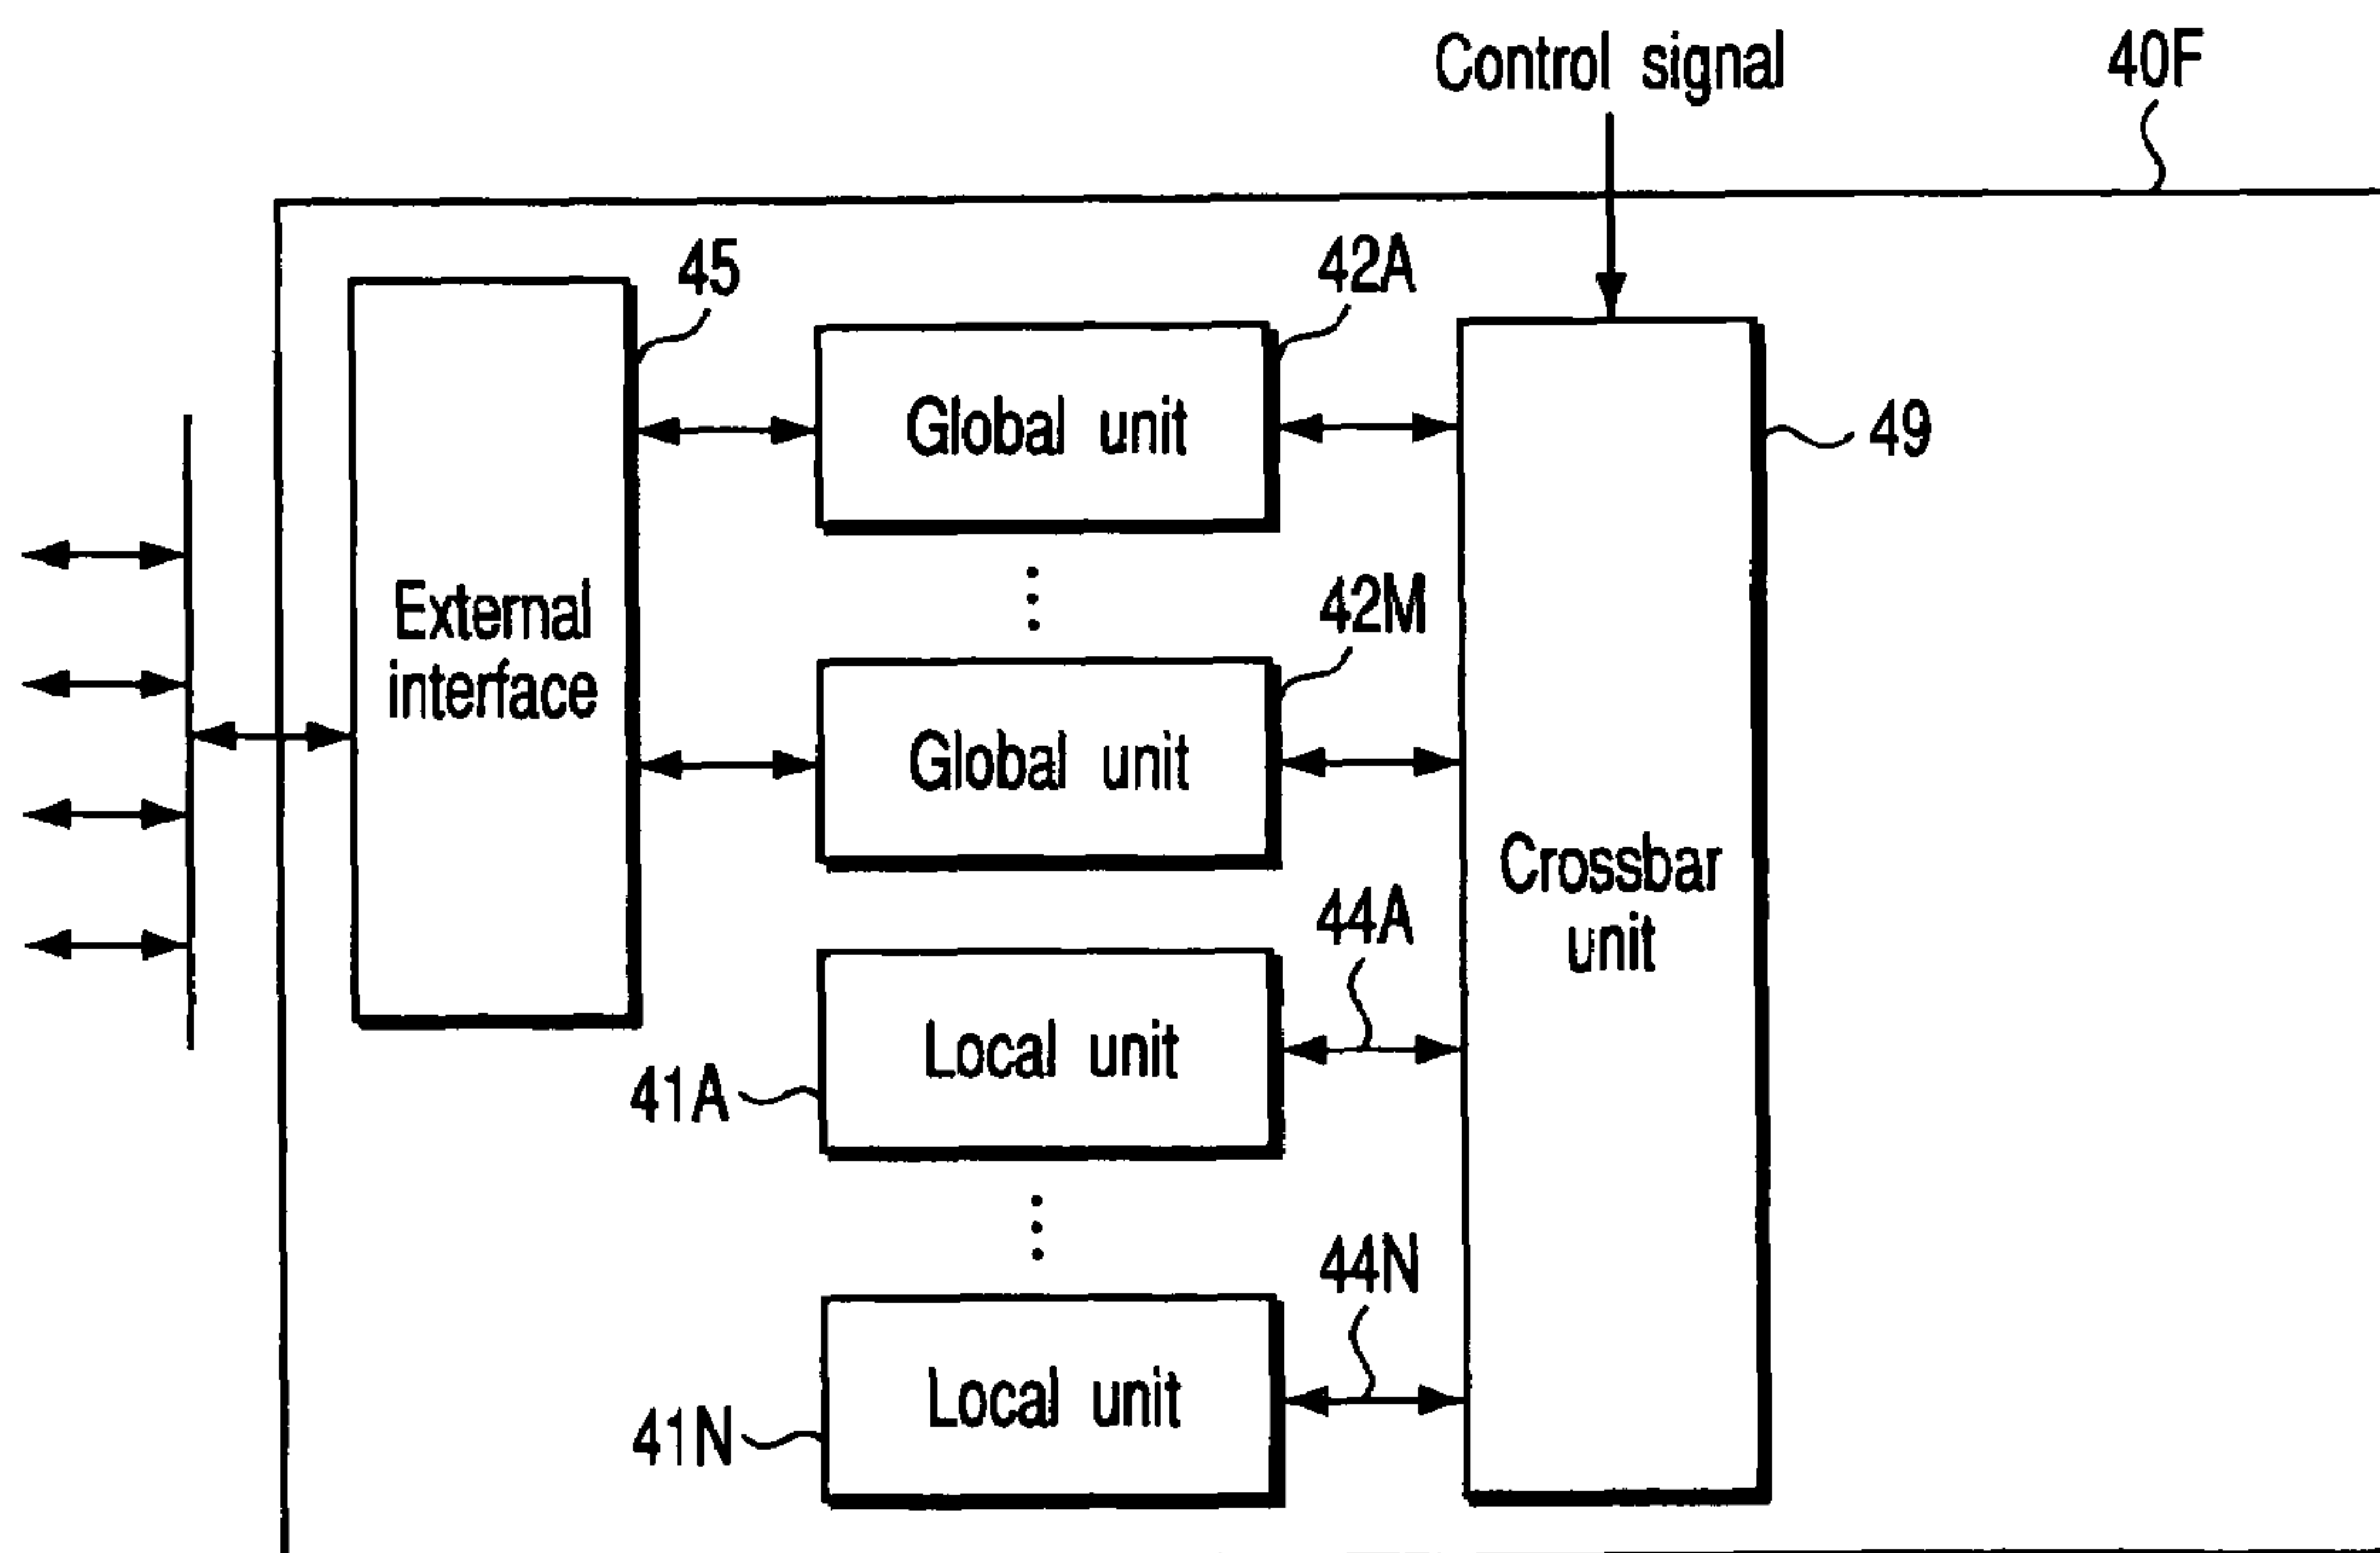 Control signal
40F
45
42A
Global unit
49
42M
External
interface
Global unit
Crossbar
unit
44A
Local unit
41A
44N
Local unit
41N